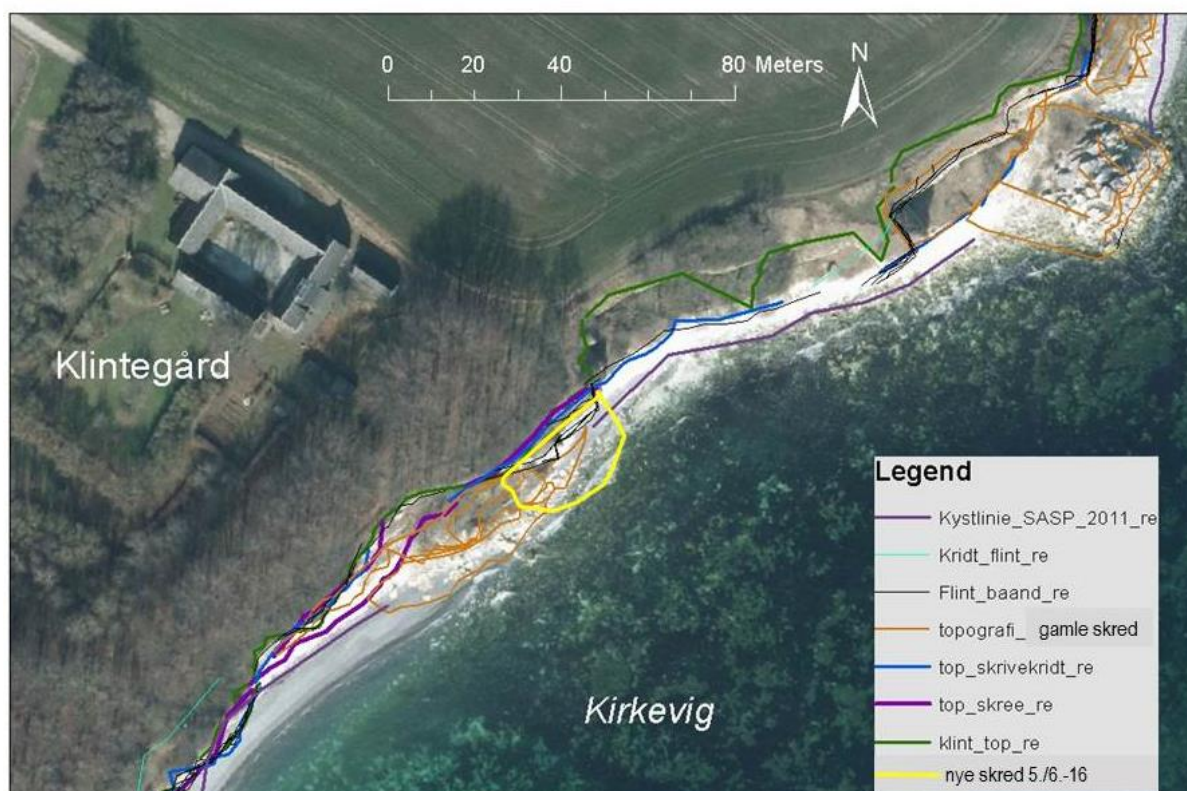 0 20 40 80 Meters
N
Klintegård
Kirkevig
Legend
Kystlinie_SASP_2011_re
Kridt_flint_re
Flint_baand_re
topografi_ gamle skred
top_skrivekridt_re
top_skree_re
klint_top_re
nye skred 5./6.-16